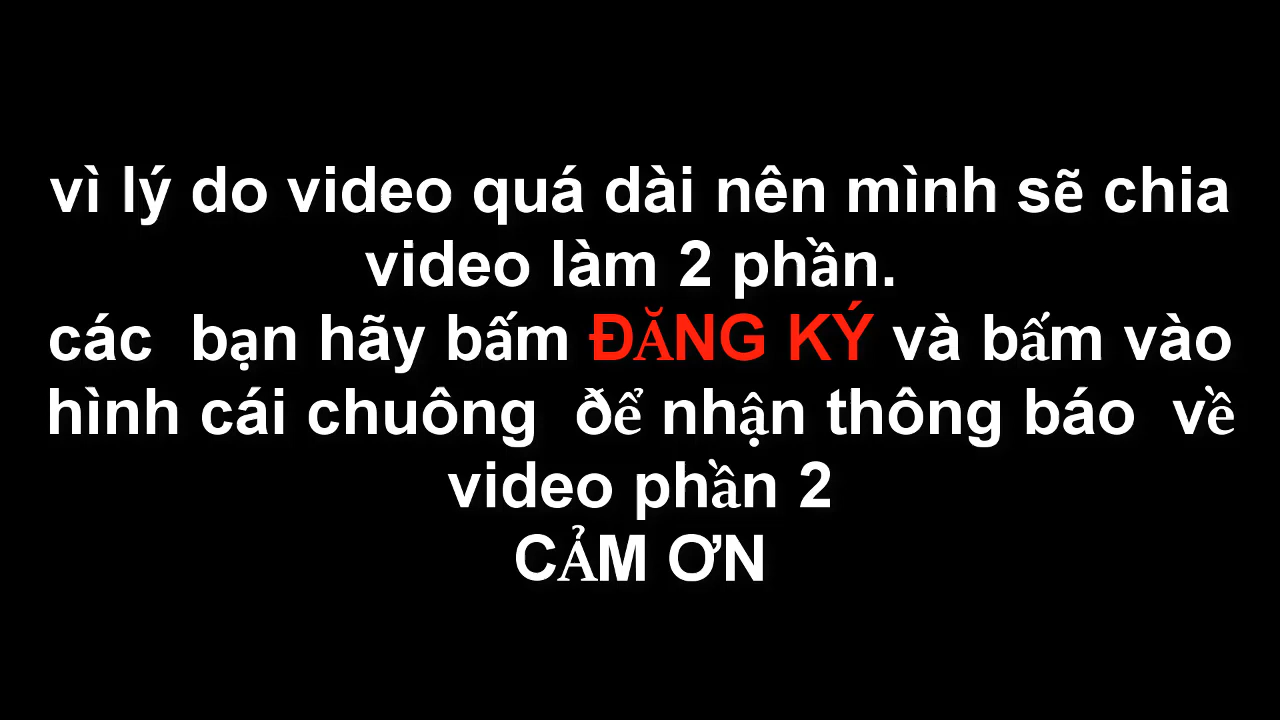 vì lý do video quá dài nên mình sẽ chia
video làm 2 phần.
các bạn hãy bấm ĐĂNG KÝ và bấm vào
hình cái chuông ðể nhận thông báo về
video phần 2
CẢM ƠN